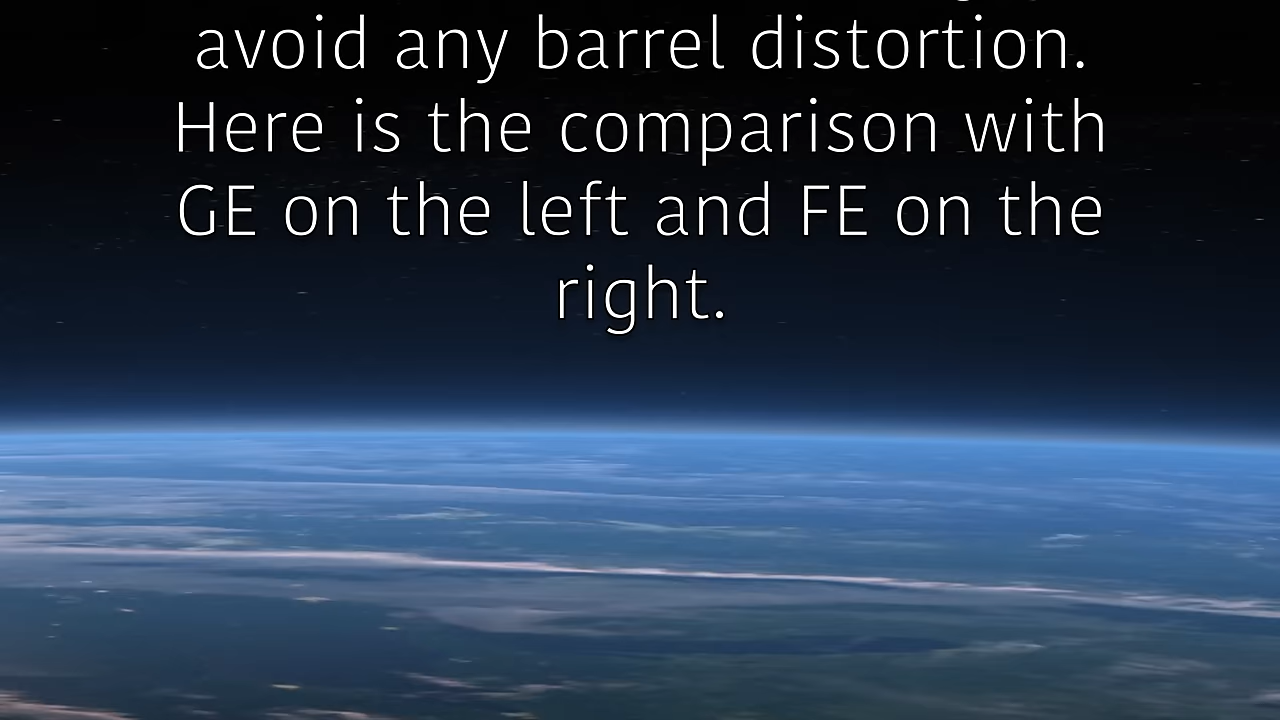 avoid any barrel distortion.
Here is the comparison with
GE on the left and FE on the
right.